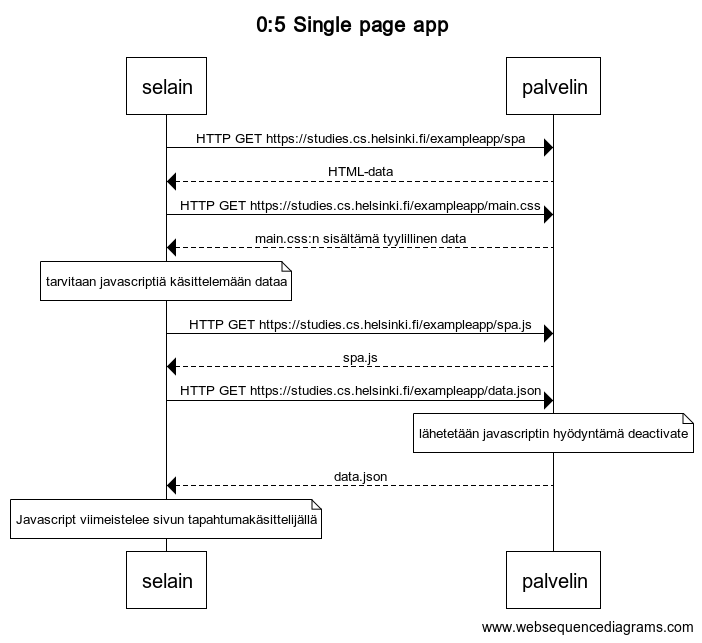 0:5 Single page app
selain
palvelin
HTTP GET https://studies.cs.helsinki.fi/exampleapp/spa
HTML-data
HTTP GET https://studies.cs.helsinki.fi/exampleapp/main.css
main.css:n sisältämä tyylillinen data
tarvitaan javascriptiä käsittelemään dataa
HTTP GET https://studies.cs.helsinki.fi/exampleapp/spa.js
spa.js
HTTP GET https://studies.cs.helsinki.fi/exampleapp/data.json
lähetetään javascriptin hyödyntämä deactivate
data.json
Javascript viimeistelee sivun tapahtumakäsittelijällä
selain
palvelin
www.websequencediagrams.com